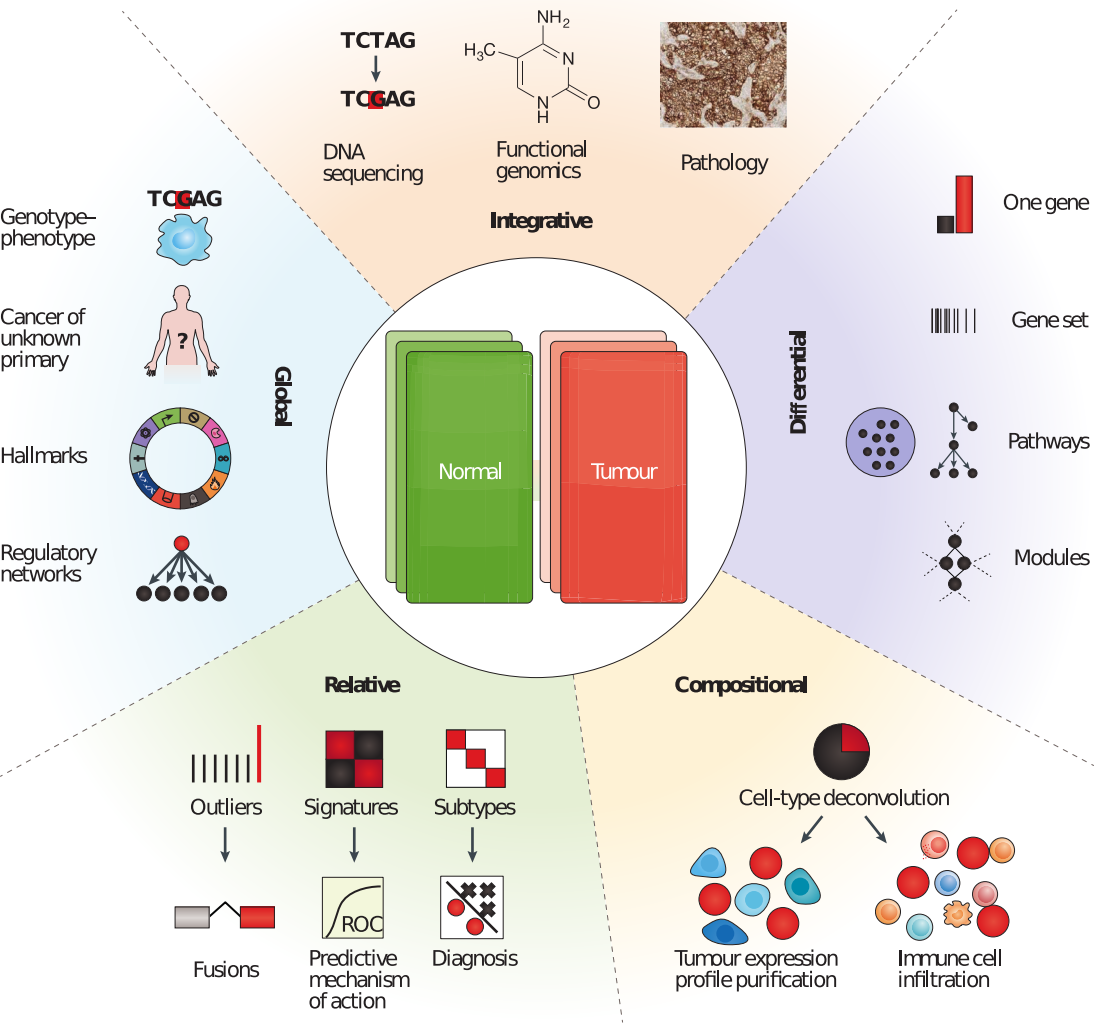 TCTAG
TCGAG
NH2
H3C
N
N
H
O
DNA
sequencing
Functional
genomics
Pathology
Integrative
TCGAG
Genotype–
phenotype
Cancer of
unknown
primary
?
Hallmarks
Regulatory
networks
Global
Normal
Tumour
Differential
One gene
Gene set
Pathways
Modules
Relative
Outliers
Signatures
Subtypes
Fusions
ROC
Predictive
mechanism
of action
Diagnosis
Compositional
Cell-type deconvolution
Tumour expression
profile purification
Immune cell
infiltration